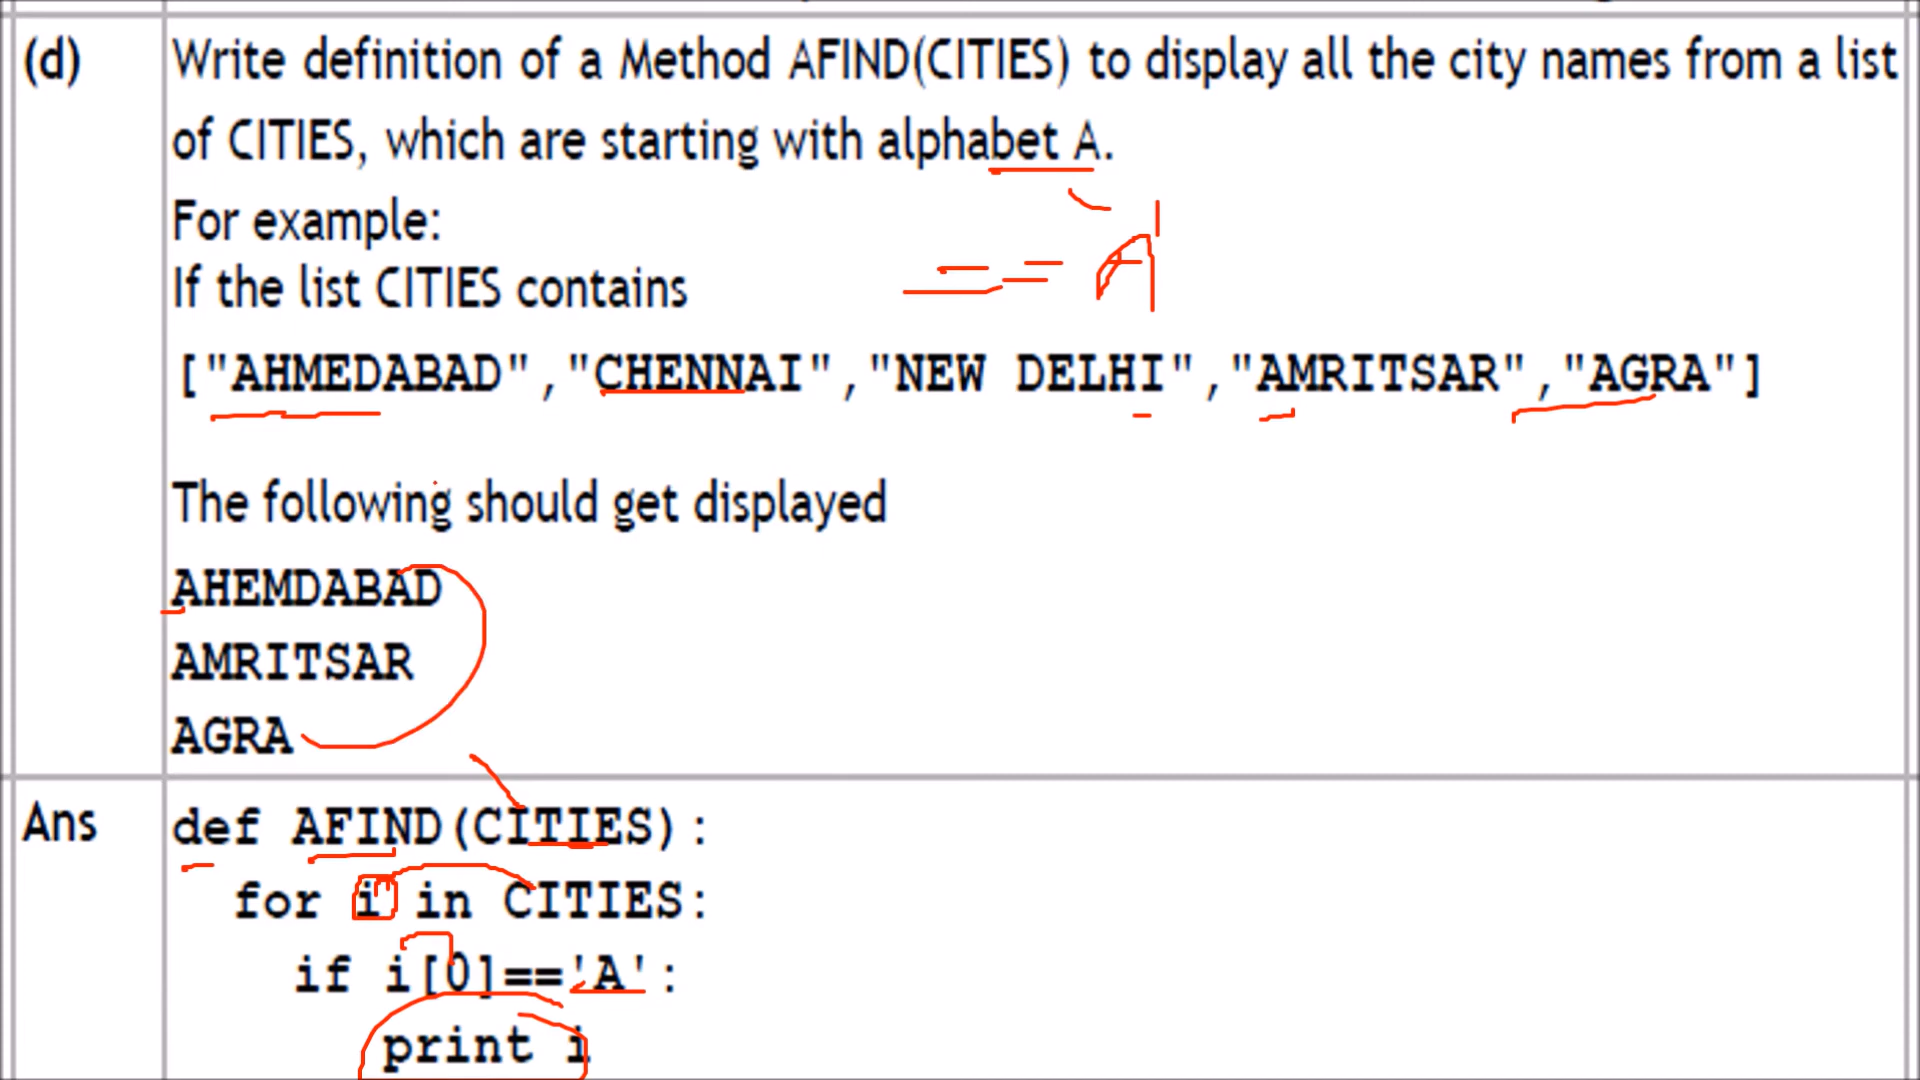 (d) Write definition of a Method AFIND(CITIES) to display all the city names from a list
of CITIES, which are starting with alphabet A.
For example:
A
If the list CITIES contains
["AHMEDABAD","CHENNAI","NEW DELHI","AMRITSAR","AGRA"]
The following should get displayed
AHEMDABAD
AMRITSAR
AGRA
Ans def AFIND(CITIES):
for i in CITIES:
if i[0]=='A':
print i